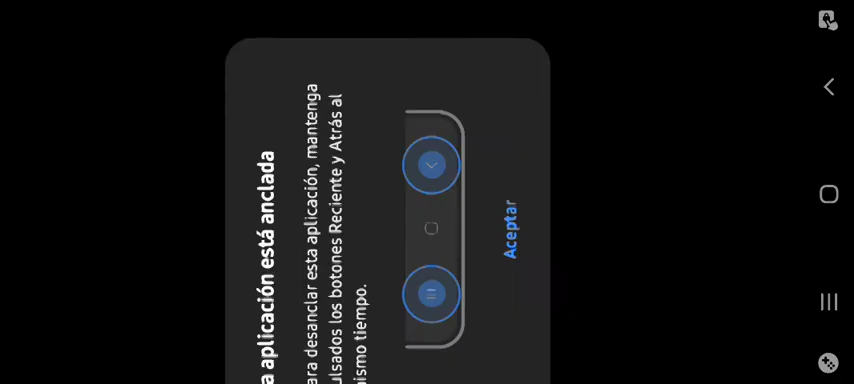 a aplicación está anclada
ara desanclar esta aplicación, mantenga
ulsados los botones Reciente y Atrás al
ismo tiempo.
Aceptar